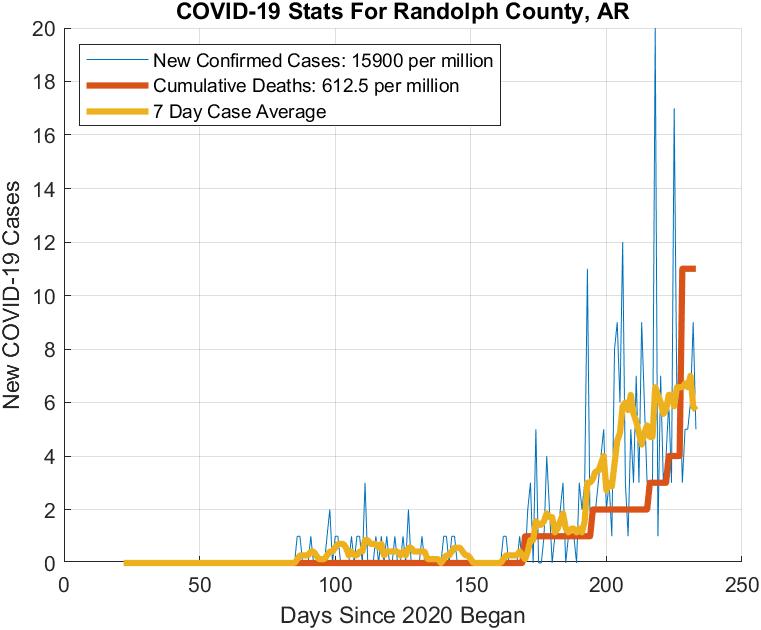 COVID-19 Stats For Randolph County, AR
New Confirmed Cases: 15900 per million
Cumulative Deaths: 612.5 per million
7 Day Case Average
New COVID-19 Cases
20
18
16
14
12
10
8
6
4
2
0
0 50 100 150 200 250
Days Since 2020 Began